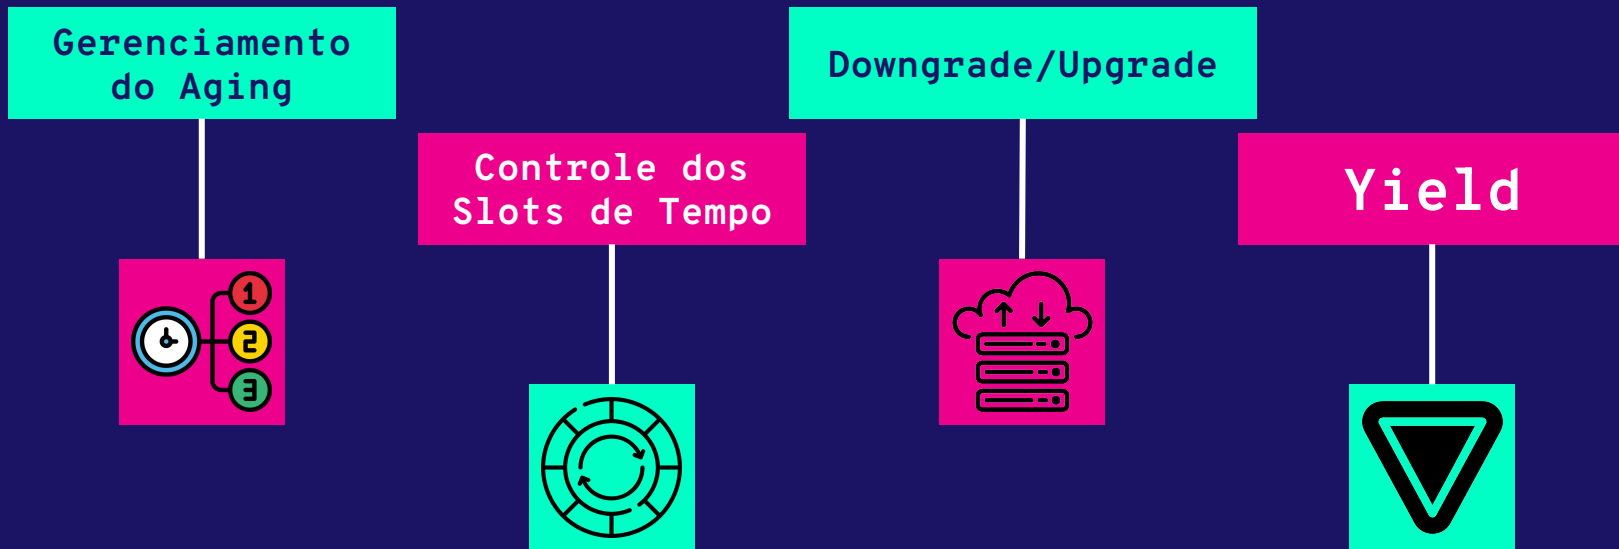 Gerenciamento
do Aging
Controle dos
Slots de Tempo
Downgrade/Upgrade
Yield
1
2
3